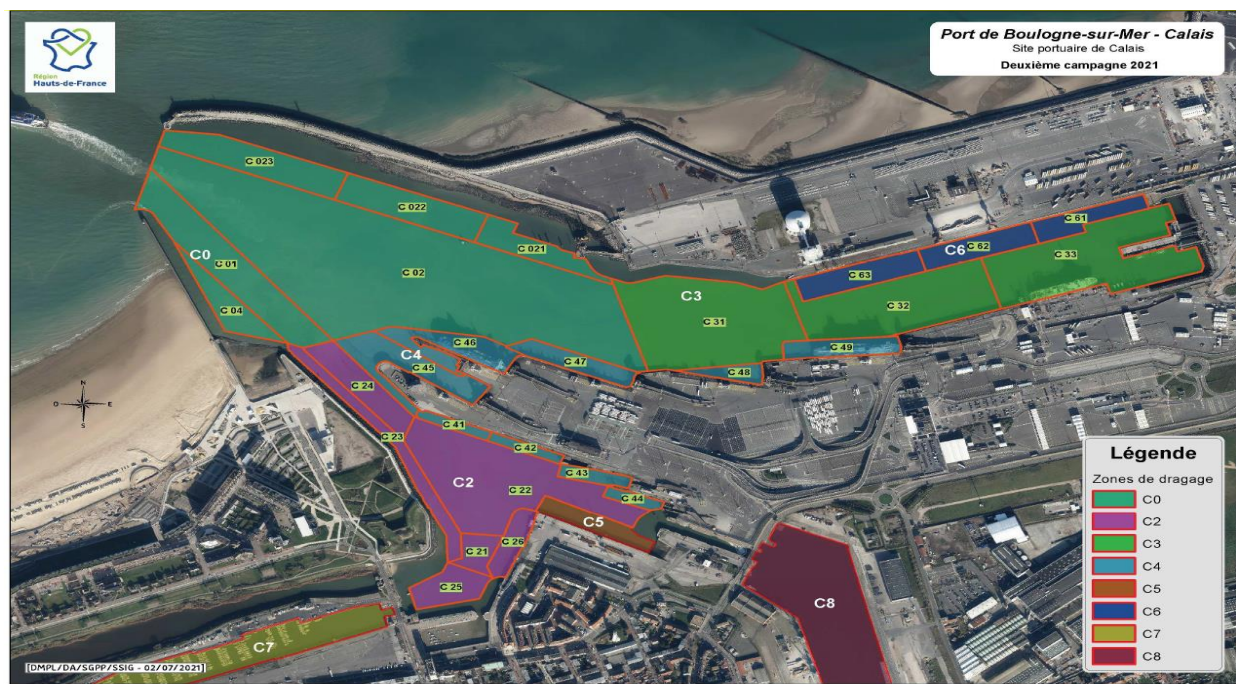 Région
Hauts-de-France
Port de Boulogne-sur-Mer - Calais
Site portuaire de Calais
Deuxième campagne 2021
C 023
C 022
C 021
C0
C 01
C 02
C 04
C3
C 31
C6
C 61
C 62
C 63
C 33
C 32
C 49
C4
C 46
C 45
C 47
C 48
C 24
C 23
C 41
C 42
C 43
C 44
C2
C 22
C5
C 21
C 26
C 25
C7
C8
N
O
E
S
Légende
Zones de dragage
C0
C2
C3
C4
C5
C6
C7
C8
[DMPL/DA/SGPP/SSIG - 02/07/2021]